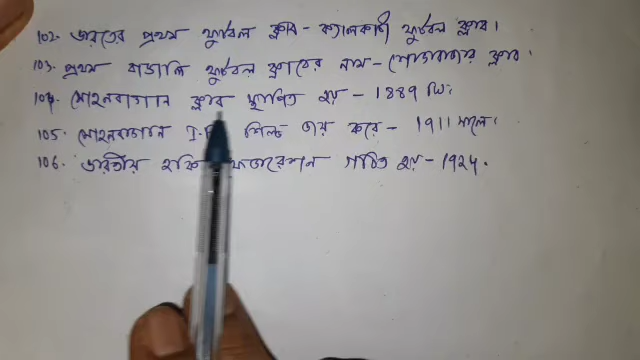 102. ভারতের প্রথম ফুটবল ক্লাব - ক্যালকাটা ফুটবল ক্লাব।
103. প্রথম বাঙালি ফুটবল ক্লাবের নাম - শোভাবাজার ক্লাব।
104. মোহনবাগান ক্লাব স্থাপিত হয় - 1889 খ্রিঃ
105. মোহনবাগান I.F শিল্ড জয় করে - 1911 সালে।
106. ভারতীয় হকি ফেডারেশন গঠিত হয় - 192৫.